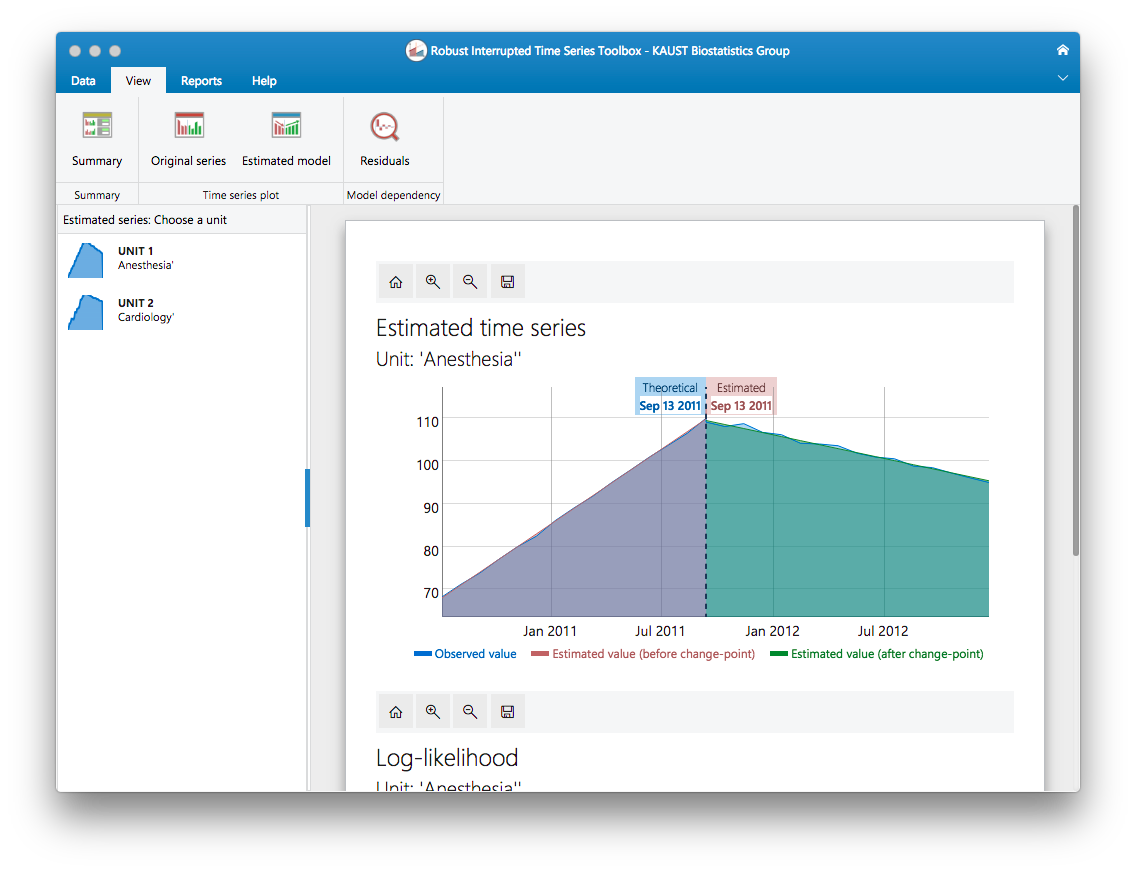 Robust Interrupted Time Series Toolbox - KAUST Biostatistics Group
Data View Reports Help
Summary Original series Estimated model Residuals
Summary Time series plot Model dependency
Estimated series: Choose a unit
UNIT 1
Anesthesia'
UNIT 2
Cardiology'
Estimated time series
Unit: 'Anesthesia''
Theoretical Estimated
Sep 13 2011 Sep 13 2011
110
100
90
80
70
Jan 2011 Jul 2011 Jan 2012 Jul 2012
Observed value Estimated value (before change-point) Estimated value (after change-point)
Log-likelihood
Unit: 'Anesthesia''